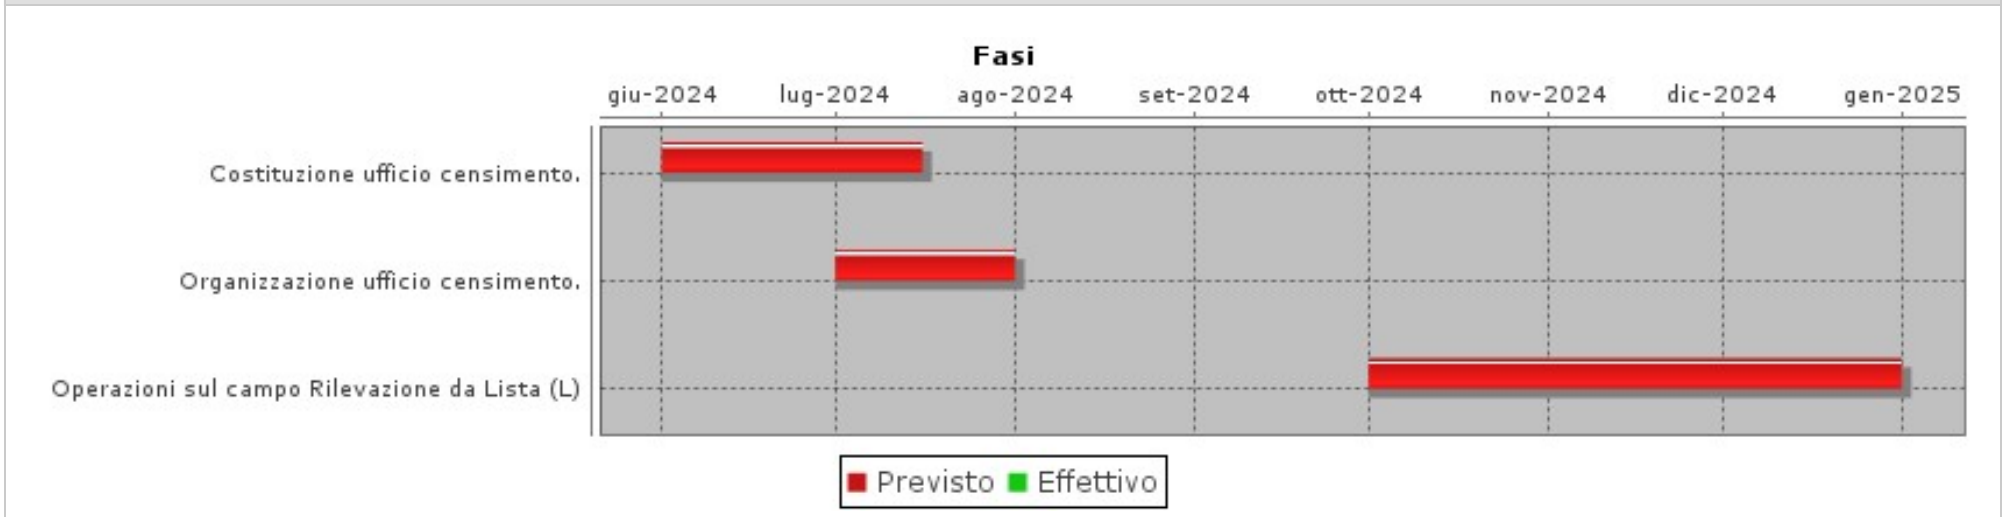 Fasi
giu-2024 lug-2024 ago-2024 set-2024 ott-2024 nov-2024 dic-2024 gen-2025
Costituzione ufficio censimento.
Organizzazione ufficio censimento.
Operazioni sul campo Rilevazione da Lista (L)
Previsto Effettivo